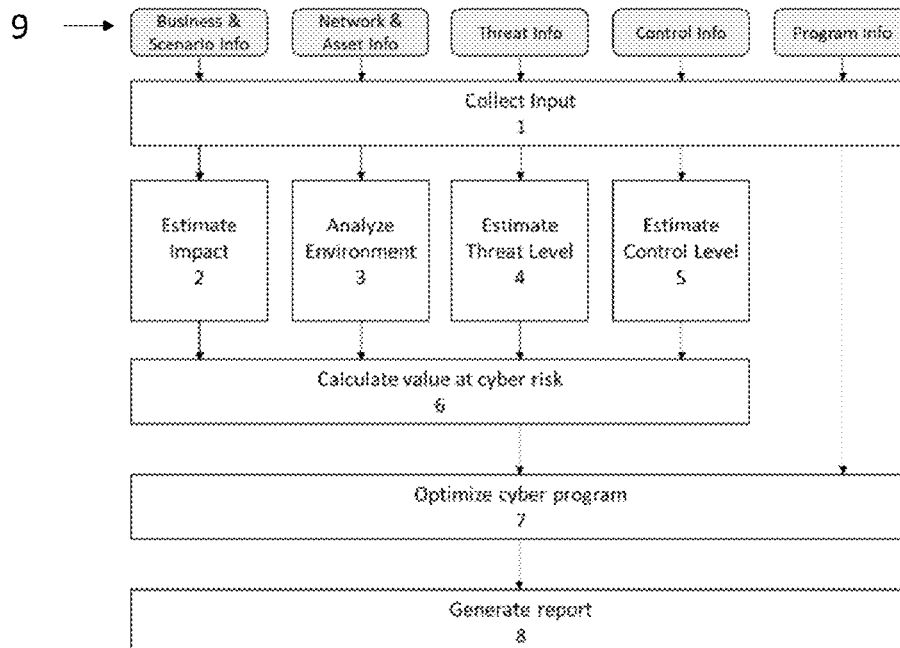 9
Business &
Scenario Info
Network &
Asset Info
Threat Info
Control Info
Program Info
Collect Input
1
Estimate
Impact
2
Analyze
Environment
3
Estimate
Threat Level
4
Estimate
Control Level
5
Calculate value at cyber risk
6
Optimize cyber program
7
Generate report
8